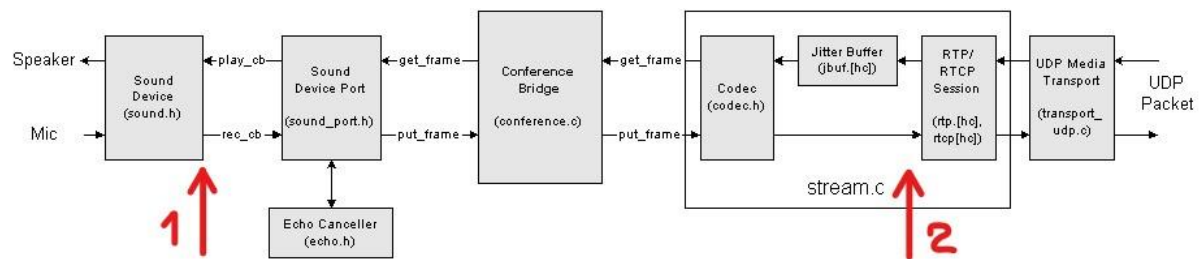 Speaker
Mic
Sound
Device
(sound.h)
play_cb
rec_cb
Sound
Device Port
(sound_port.h)
Echo Canceller
(echo.h)
get_frame
put_frame
Conference
Bridge
(conference.c)
get_frame
put_frame
Codec
(codec.h)
Jitter Buffer
(jbuf.[hc])
RTP/
RTCP
Session
(rtp.[hc],
rtcp[hc])
stream.c
UDP Media
Transport
(transport_
udp.c)
UDP
Packet
1
2